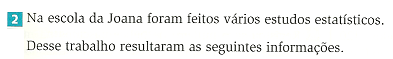 2 Na escola da Joana foram feitos vários estudos estatísticos.
Desse trabalho resultaram as seguintes informações.